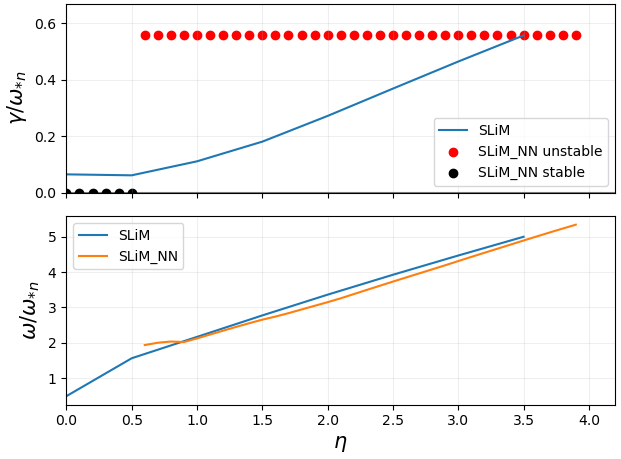 0.6
0.4
0.2
0.0
γ/ω*n
SLiM
SLiM_NN unstable
SLiM_NN stable
5
4
3
2
1
ω/ω*n
SLiM
SLiM_NN
0.0 0.5 1.0 1.5 2.0 2.5 3.0 3.5 4.0
η